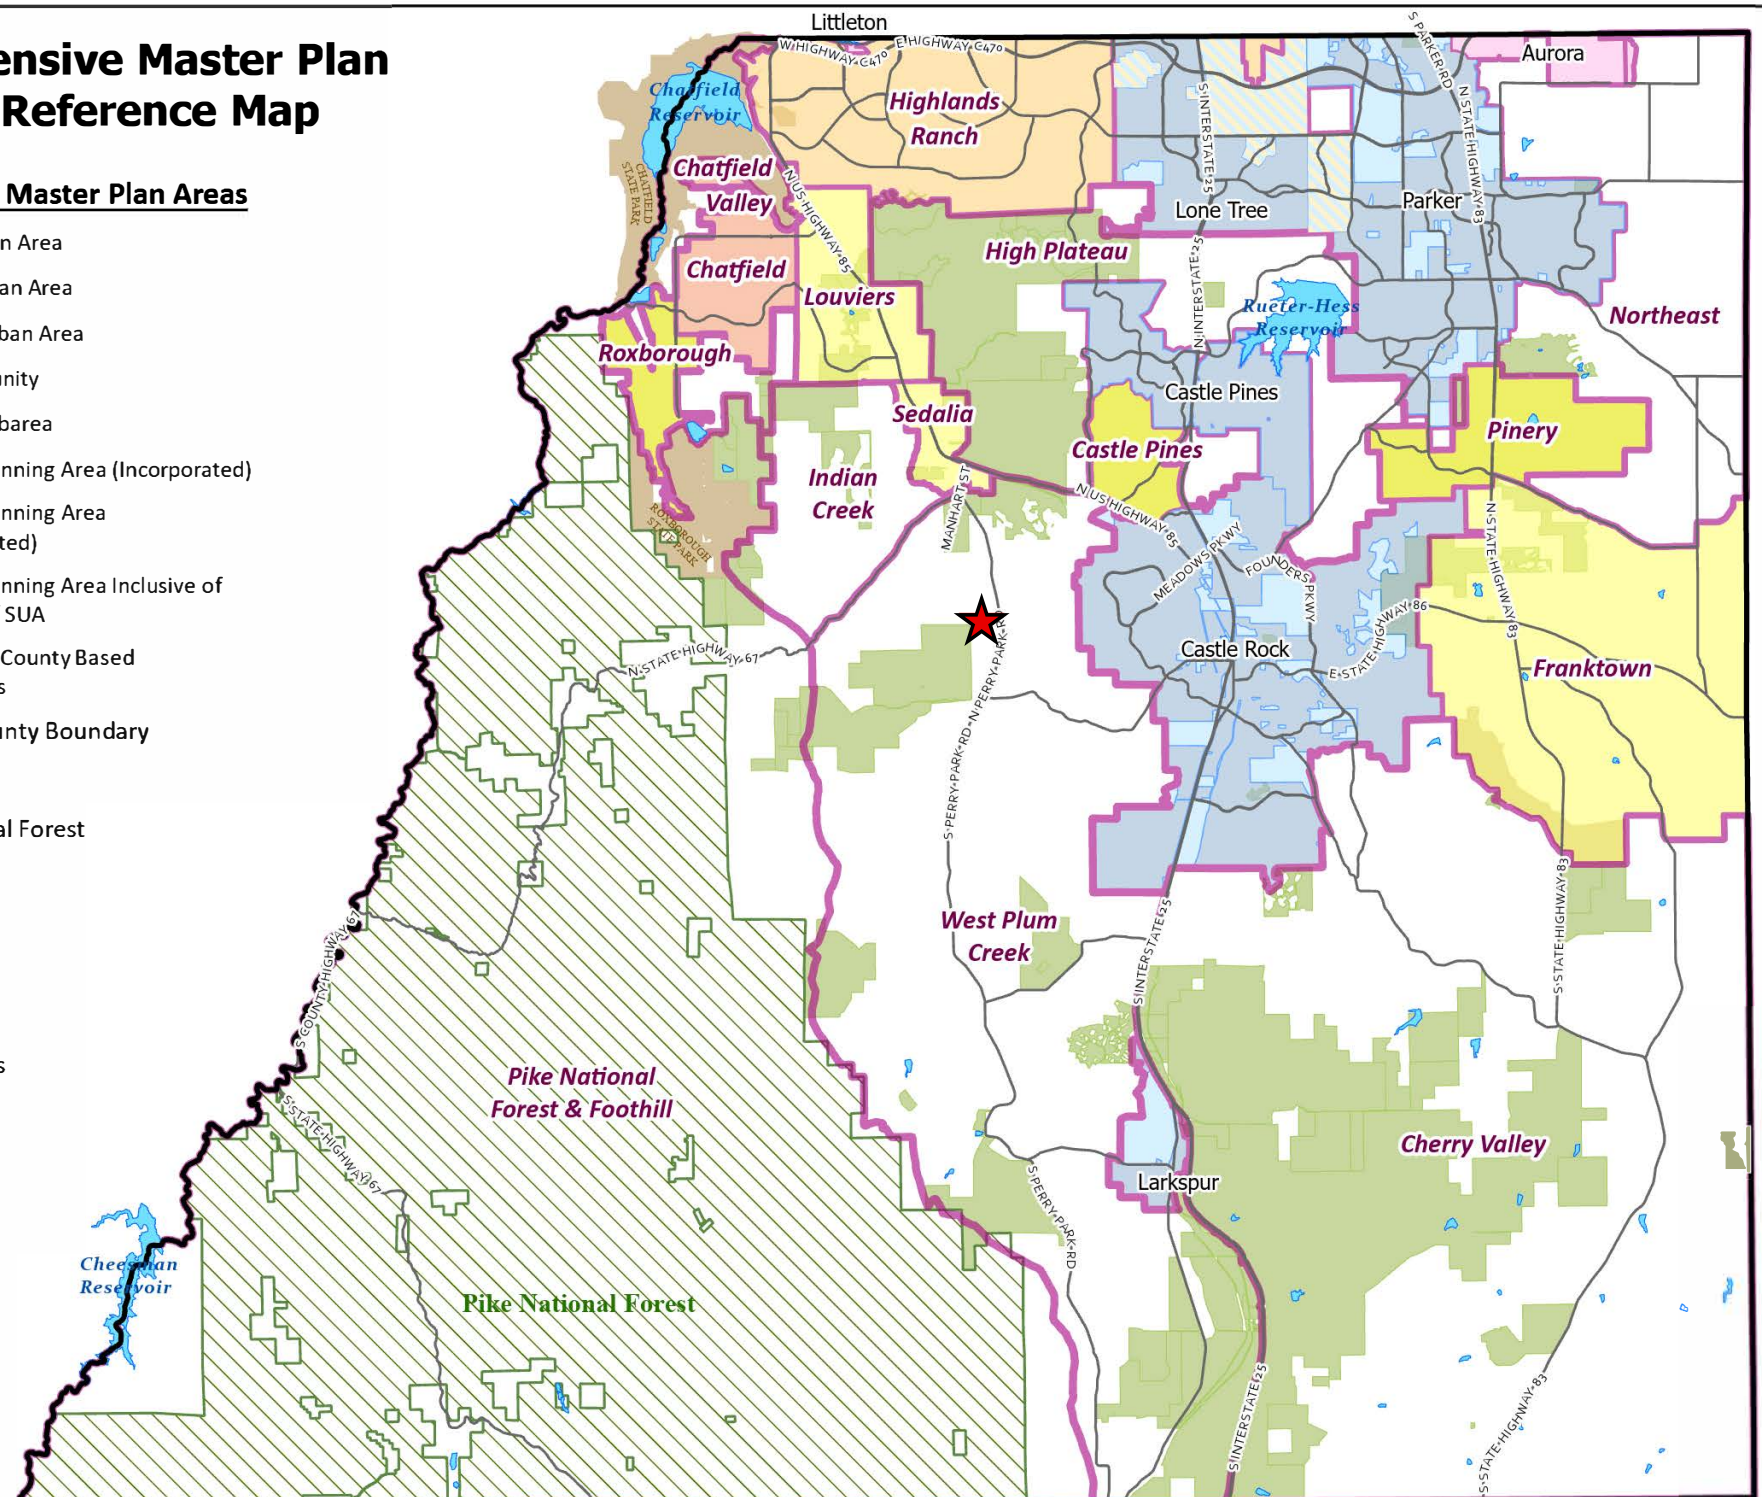 ensive Master Plan
Reference Map
Master Plan Areas
n Area
an Area
ban Area
nity
barea
nning Area (Incorporated)
nning Area
ted)
nning Area Inclusive of
SUA
County Based
s
nty Boundary
al Forest
s
Littleton
W HIGHWAY C470
E HIGHWAY C470
S PARKER RD
Aurora
Chatfield
Reservoir
Highlands
Ranch
S INTERSTATE 25
N STATE HIGHWAY 83
CHATFIELD
STATE PARK
Chatfield
Valley
N US HIGHWAY 85
Lone Tree
Parker
High Plateau
Chatfield
Louviers
N INTERSTATE 25
Rueter-Hess
Reservoir
Northeast
Roxborough
Castle Pines
Sedalia
Pinery
Castle Pines
Indian
Creek
MANHART ST
N US HIGHWAY 85
ROXBOROUGH
STATE PARK
MEADOWS PKWY
FOUNDERS PKWY
N STATE HIGHWAY 83
E STATE HIGHWAY 86
N STATE HIGHWAY 67
Castle Rock
Franktown
N PERRY PARK RD
S PERRY PARK RD
S STATE HIGHWAY 83
West Plum
Creek
S INTERSTATE 25
S COUNTY HIGHWAY 67
Pike National
Forest & Foothill
S STATE HIGHWAY 67
Cherry Valley
Larkspur
S PERRY PARK RD
Cheesman
Reservoir
Pike National Forest
S INTERSTATE 25
S STATE HIGHWAY 83